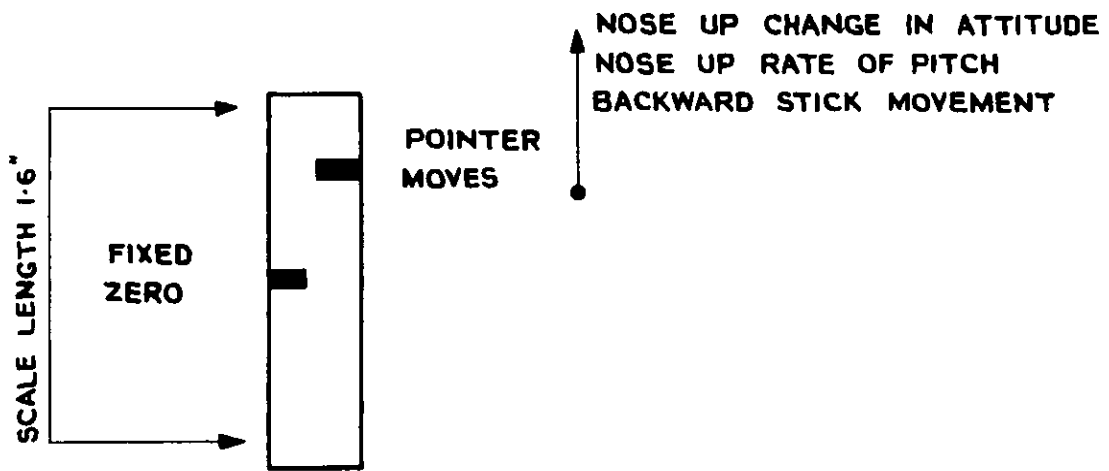 NOSE UP CHANGE IN ATTITUDE
NOSE UP RATE OF PITCH
BACKWARD STICK MOVEMENT
POINTER
MOVES
FIXED
ZERO
SCALE LENGTH 1·6"